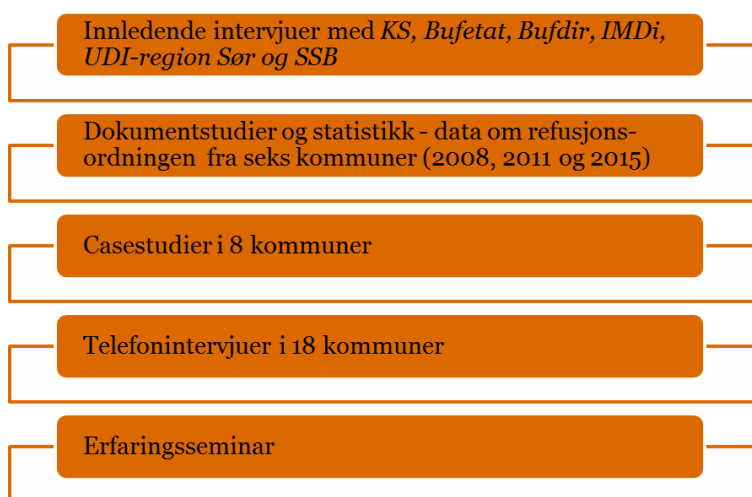 Innledende intervjuer med KS, Bufetat, Bufdir, IMDi,
UDI-region Sør og SSB
Dokumentstudier og statistikk - data om refusjons-
ordningen fra seks kommuner (2008, 2011 og 2015)
Casestudier i 8 kommuner
Telefonintervjuer i 18 kommuner
Erfaringsseminar